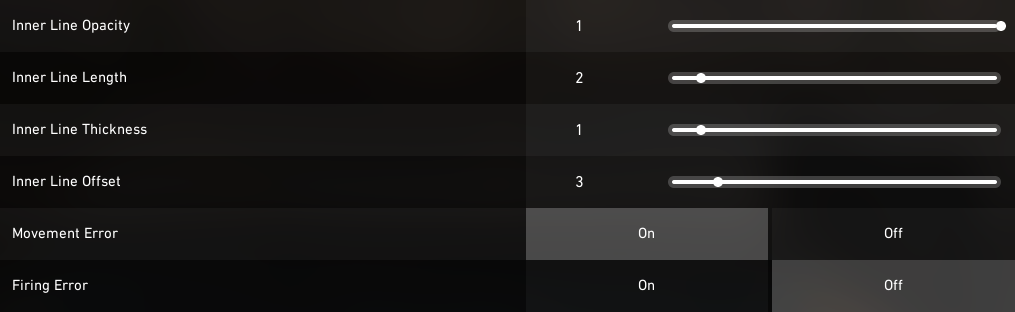 Inner Line Opacity 1
Inner Line Length 2
Inner Line Thickness 1
Inner Line Offset 3
Movement Error On Off
Firing Error On Off